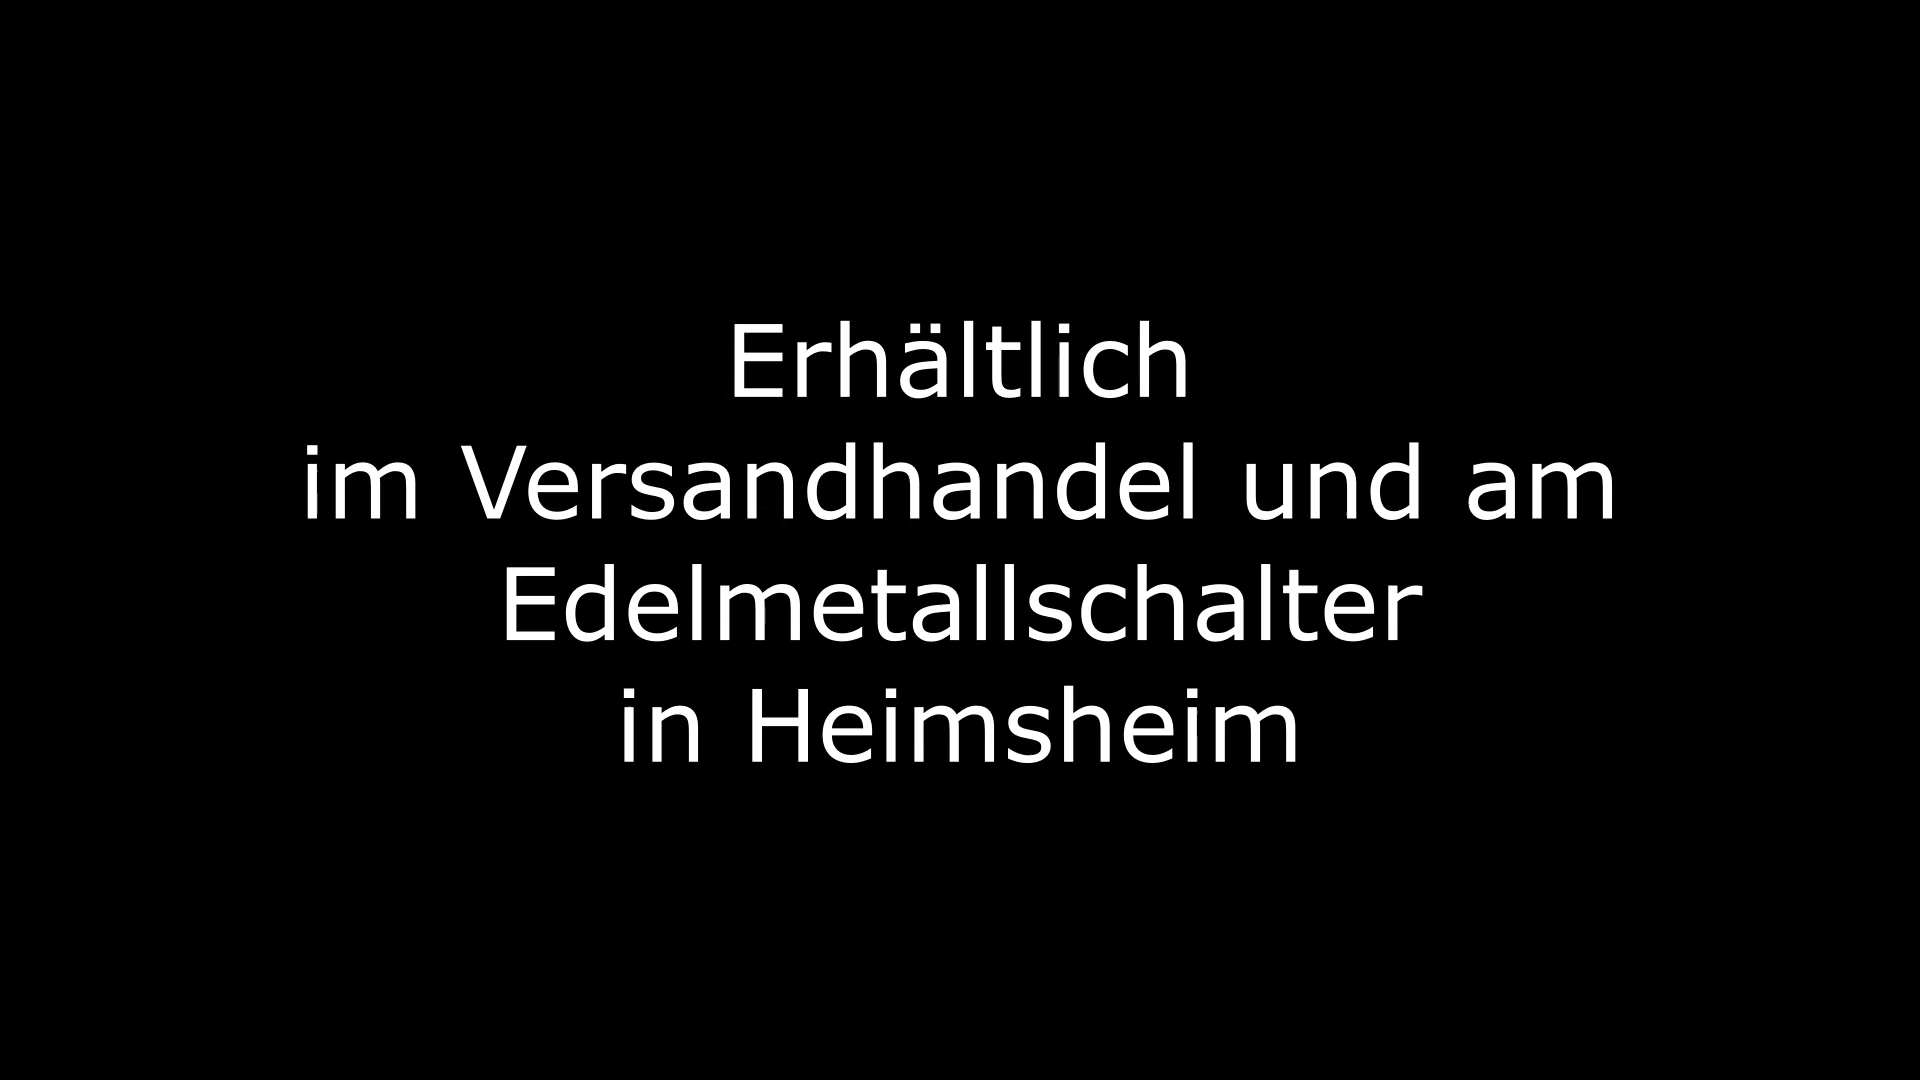 Erhältlich
im Versandhandel und am
Edelmetallschalter
in Heimsheim